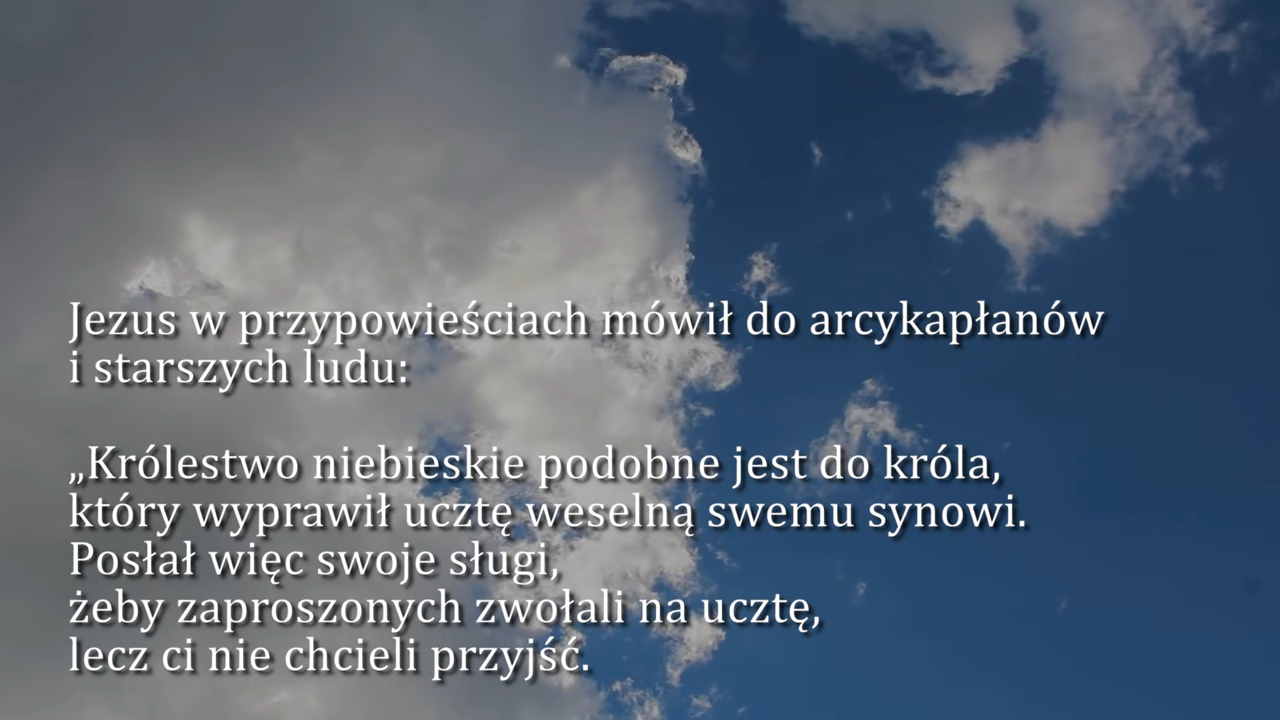 Jezus w przypowieściach mówił do arcykapłanów
i starszych ludu:
„Królestwo niebieskie podobne jest do króla,
który wyprawił ucztę weselną swemu synowi.
Posłał więc swoje sługi,
żeby zaproszonych zwołali na ucztę,
lecz ci nie chcieli przyjść.